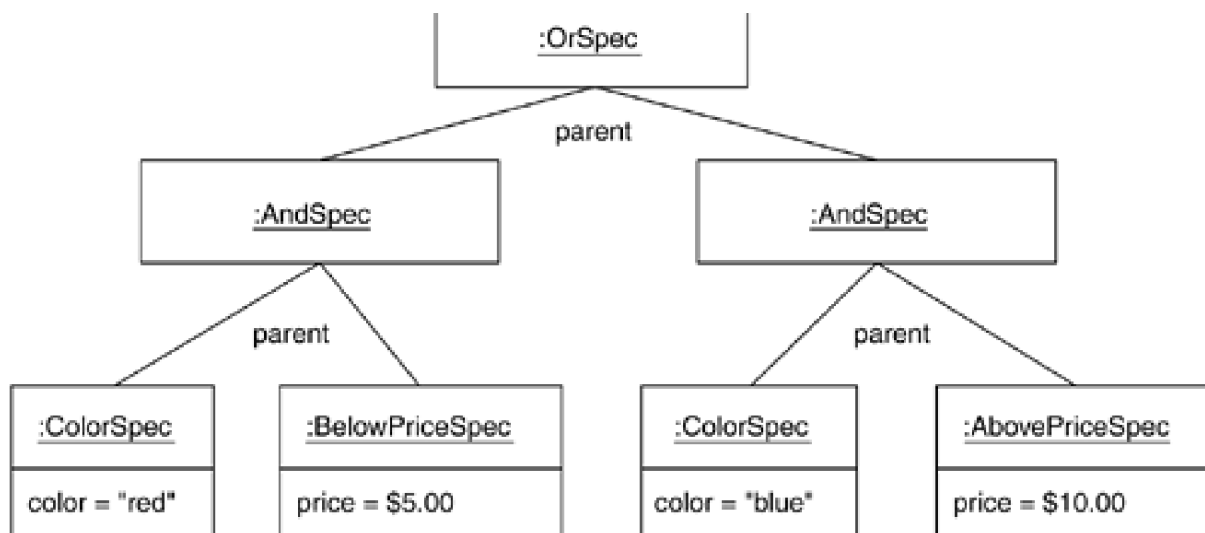 :OrSpec
parent
:AndSpec
:AndSpec
parent
parent
:ColorSpec
:BelowPriceSpec
:ColorSpec
:AbovePriceSpec
color = "red"
price = $5.00
color = "blue"
price = $10.00